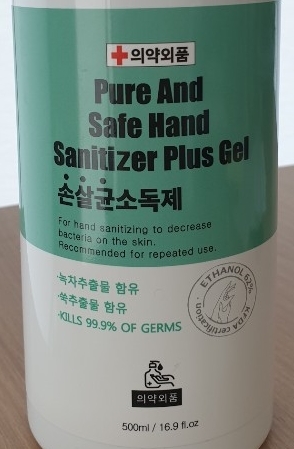 의약외품
Pure And
Safe Hand
Sanitizer Plus Gel
손살균소독제
For hand sanitizing to decrease
bacteria on the skin.
Recommended for repeated use.
·녹차추출물 함유
·쑥추출물 함유
·KILLS 99.9% OF GERMS
ETHANOL 62%
KFDA certification
의약외품
500ml / 16.9 fl.oz